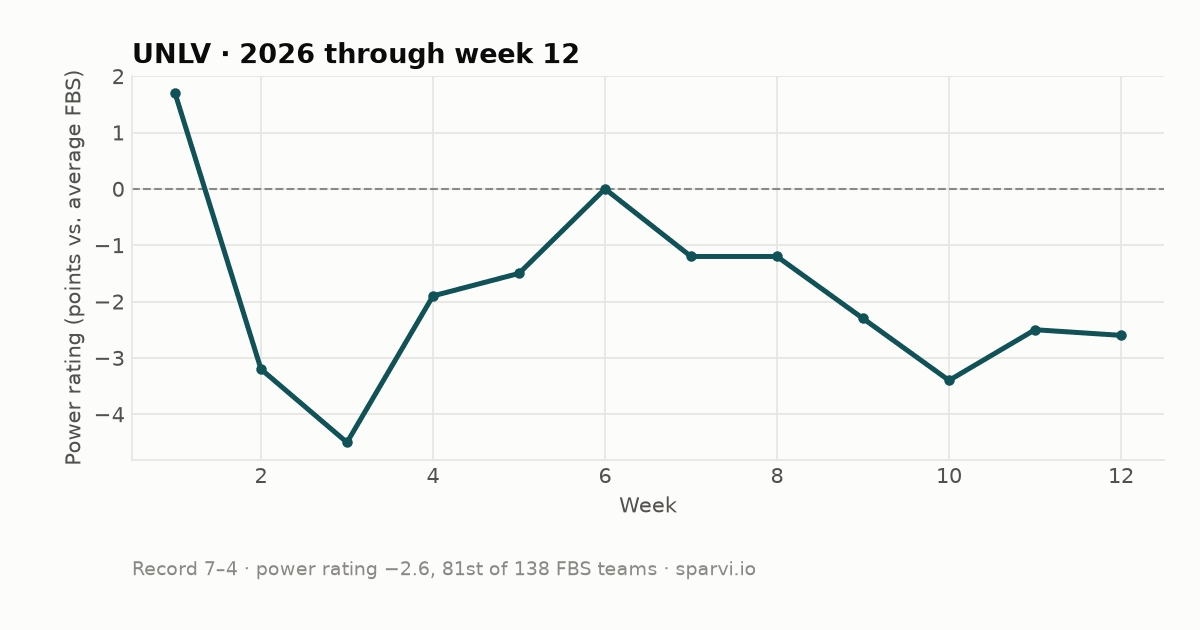 UNLV · 2026 through week 12
Power rating (points vs. average FBS)
2
1
0
−1
−2
−3
−4
2 4 6 8 10 12
Week
Record 7–4 · power rating −2.6, 81st of 138 FBS teams · sparvi.io